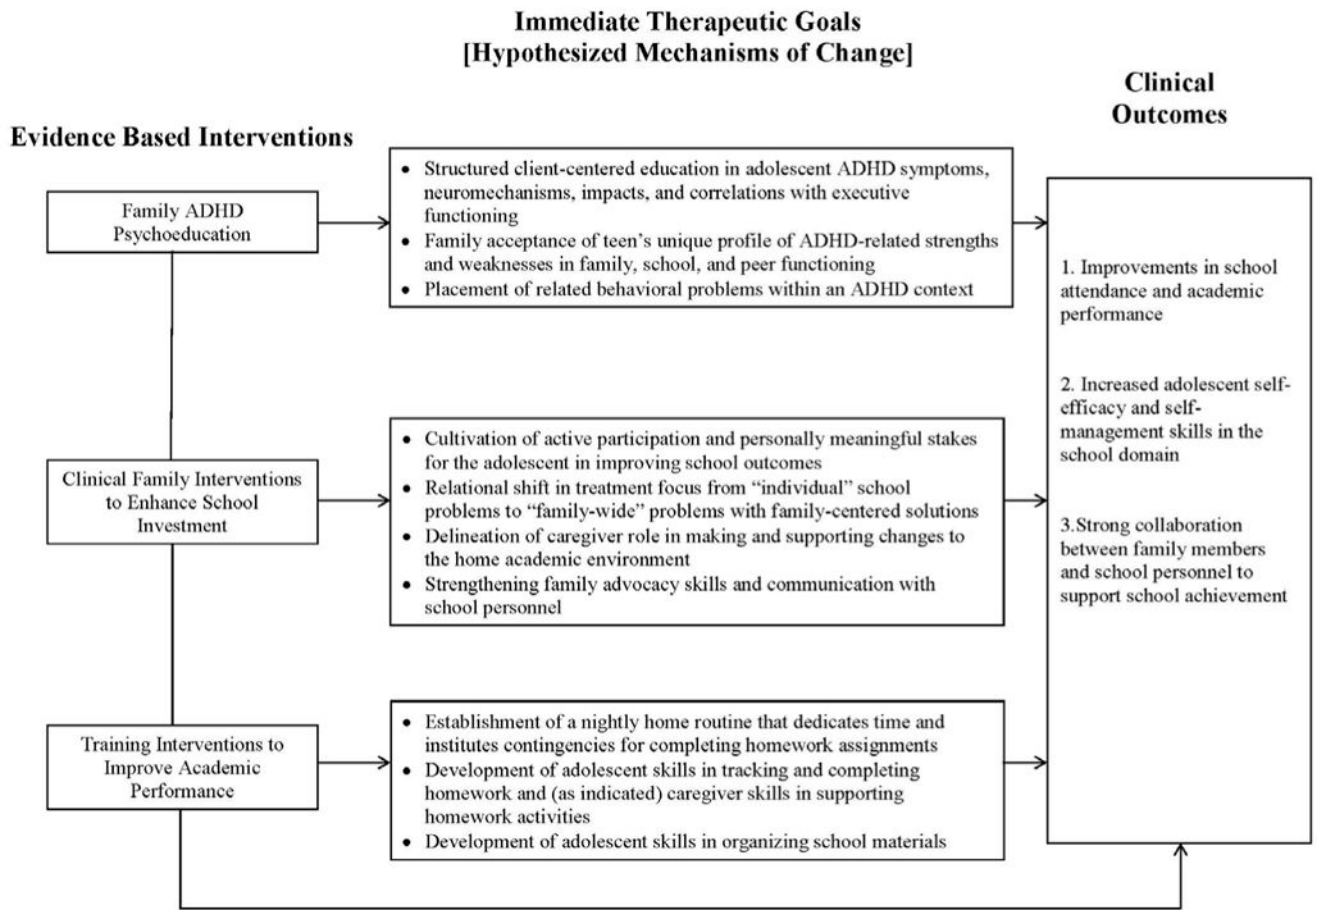 Immediate Therapeutic Goals
[Hypothesized Mechanisms of Change]
Clinical
Outcomes
Evidence Based Interventions
Family ADHD
Psychoeducation
• Structured client-centered education in adolescent ADHD symptoms,
neuromechanisms, impacts, and correlations with executive
functioning
• Family acceptance of teen's unique profile of ADHD-related strengths
and weaknesses in family, school, and peer functioning
• Placement of related behavioral problems within an ADHD context
Clinical Family Interventions
to Enhance School
Investment
• Cultivation of active participation and personally meaningful stakes
for the adolescent in improving school outcomes
• Relational shift in treatment focus from “individual” school
problems to “family-wide” problems with family-centered solutions
• Delineation of caregiver role in making and supporting changes to
the home academic environment
• Strengthening family advocacy skills and communication with
school personnel
Training Interventions to
Improve Academic
Performance
• Establishment of a nightly home routine that dedicates time and
institutes contingencies for completing homework assignments
• Development of adolescent skills in tracking and completing
homework and (as indicated) caregiver skills in supporting
homework activities
• Development of adolescent skills in organizing school materials
1. Improvements in school
attendance and academic
performance
2. Increased adolescent self-
efficacy and self-
management skills in the
school domain
3.Strong collaboration
between family members
and school personnel to
support school achievement